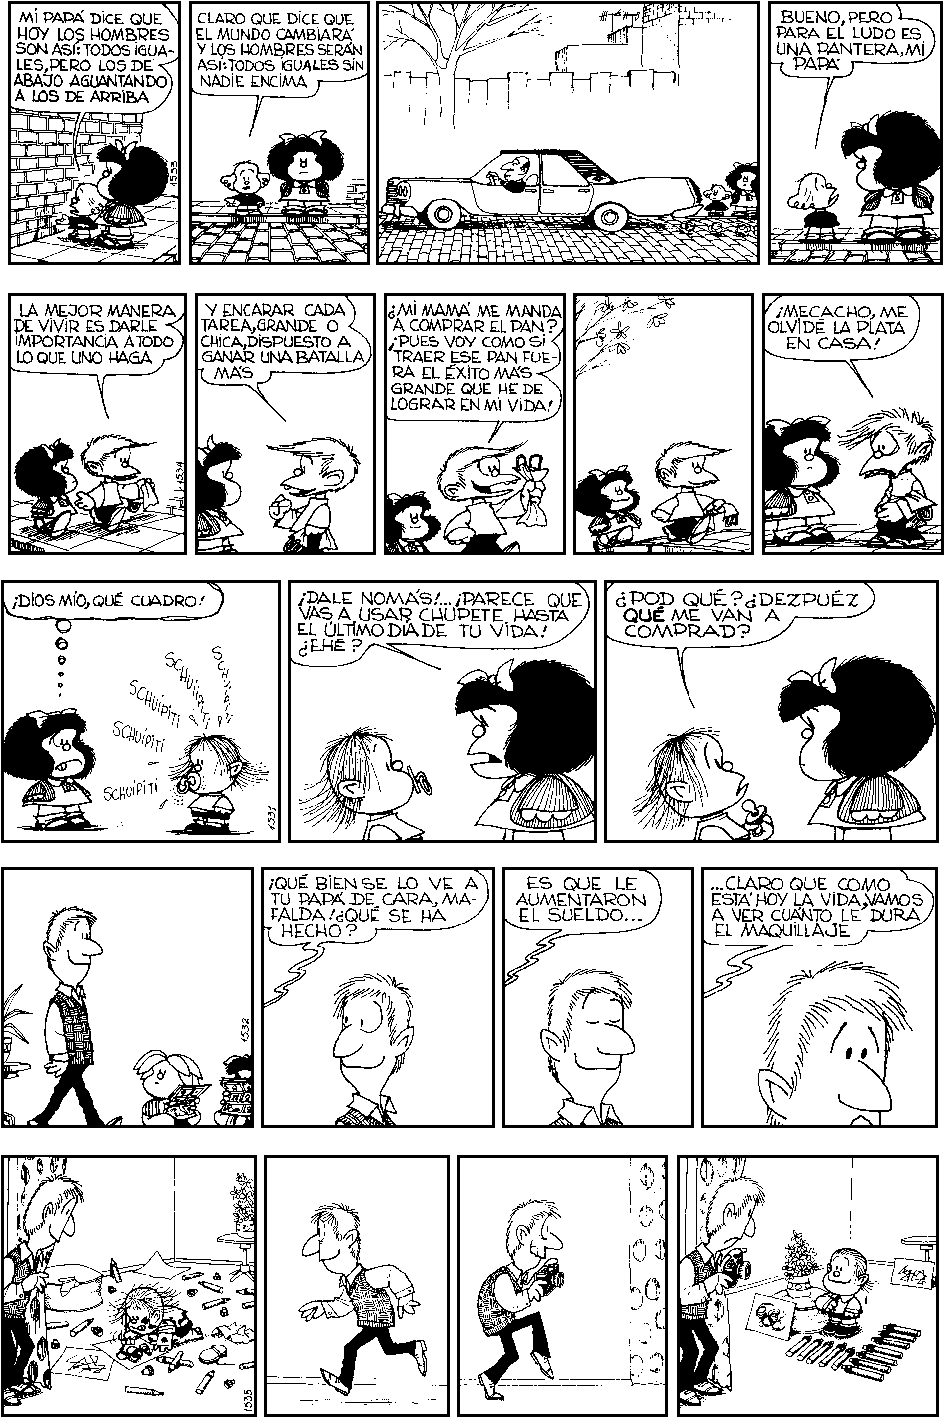 MI PAPÁ DICE QUE
HOY LOS HOMBRES
SON ASÍ: TODOS IGUA-
LES, PERO LOS DE
ABAJO AGUANTANDO
A LOS DE ARRIBA
1533
CLARO QUE DICE QUE
EL MUNDO CAMBIARÁ
Y LOS HOMBRES SERÁN
ASÍ: TODOS IGUALES SIN
NADIE ENCIMA
BUENO, PERO
PARA EL LUDO ES
UNA PANTERA, MI
PAPÁ
LA MEJOR MANERA
DE VIVIR ES DARLE
IMPORTANCIA A TODO
LO QUE UNO HAGA
1534
Y ENCARAR CADA
TAREA, GRANDE O
CHICA, DISPUESTO A
GANAR UNA BATALLA
MÁS
¿MI MAMÁ ME MANDA
A COMPRAR EL PAN?
¡PUES VOY COMO SI
TRAER ESE PAN FUE-
RA EL ÉXITO MÁS
GRANDE QUE HE DE
LOGRAR EN MI VIDA!
¡MECACHO, ME
OLVIDÉ LA PLATA
EN CASA!
¡DIOS MÍO, QUÉ CUADRO!
SCHUIPITI
SCHUIPITI
SCHUIPITI
SCHUIPITI
SCHUIPITI
1531
¡DALE NOMÁS!...¡PARECE QUE
VAS A USAR CHUPETE HASTA
EL ÚLTIMO DÍA DE TU VIDA!
¿EHÉ?
¿POD QUÉ? ¿DEZPUÉZ
QUÉ ME VAN A
COMPRAD?
1532
¡QUÉ BIEN SE LO VE A
TU PAPÁ DE CARA, MA-
FALDA! ¿QUÉ SE HA
HECHO?
ES QUE LE
AUMENTARON
EL SUELDO...
...CLARO QUE COMO
ESTÁ HOY LA VIDA, VAMOS
A VER CUÁNTO LE DURA
EL MAQUILLAJE
1535